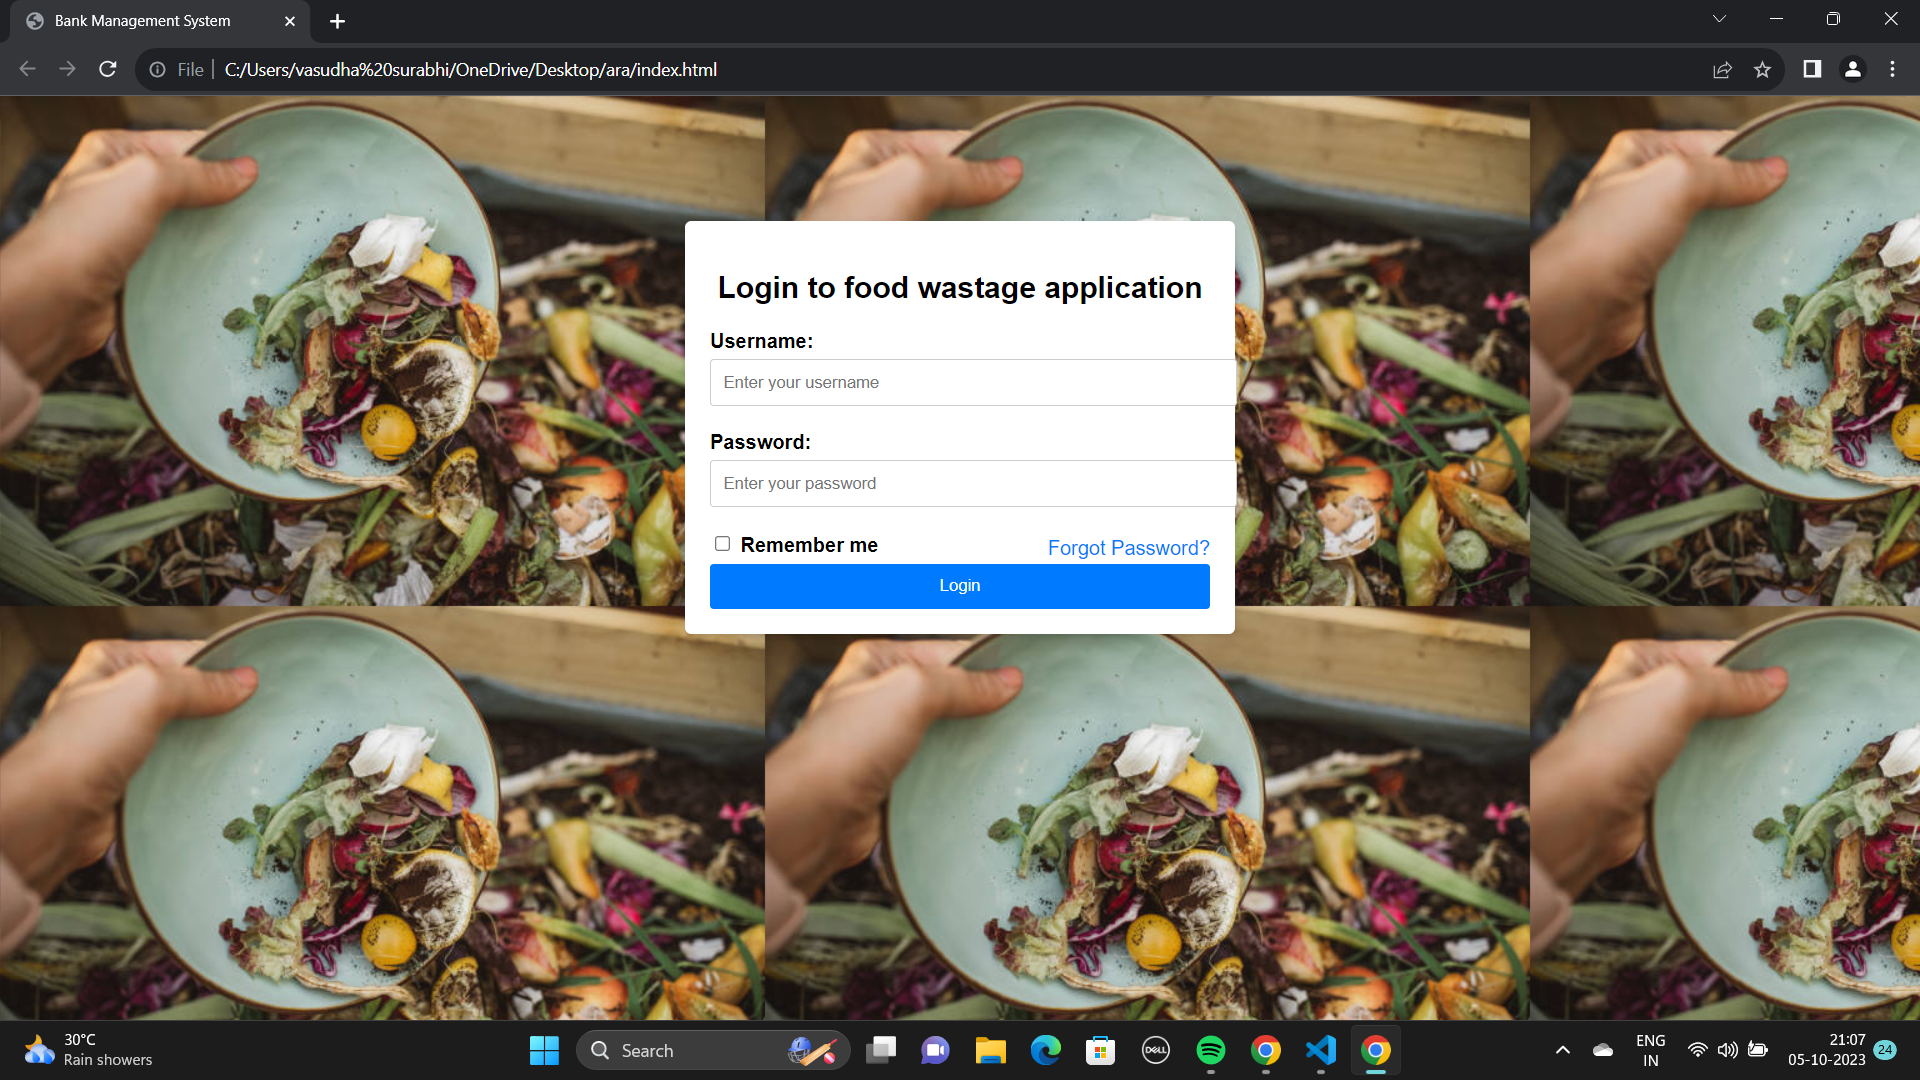 Bank Management System
File
C:/Users/vasudha%20surabhi/OneDrive/Desktop/ara/index.html
Login to food wastage application
Username:
Enter your username
Password:
Enter your password
Remember me
Forgot Password?
Login
30°C
Rain showers
Search
DELL
ENG
IN
21:07
05-10-2023
24